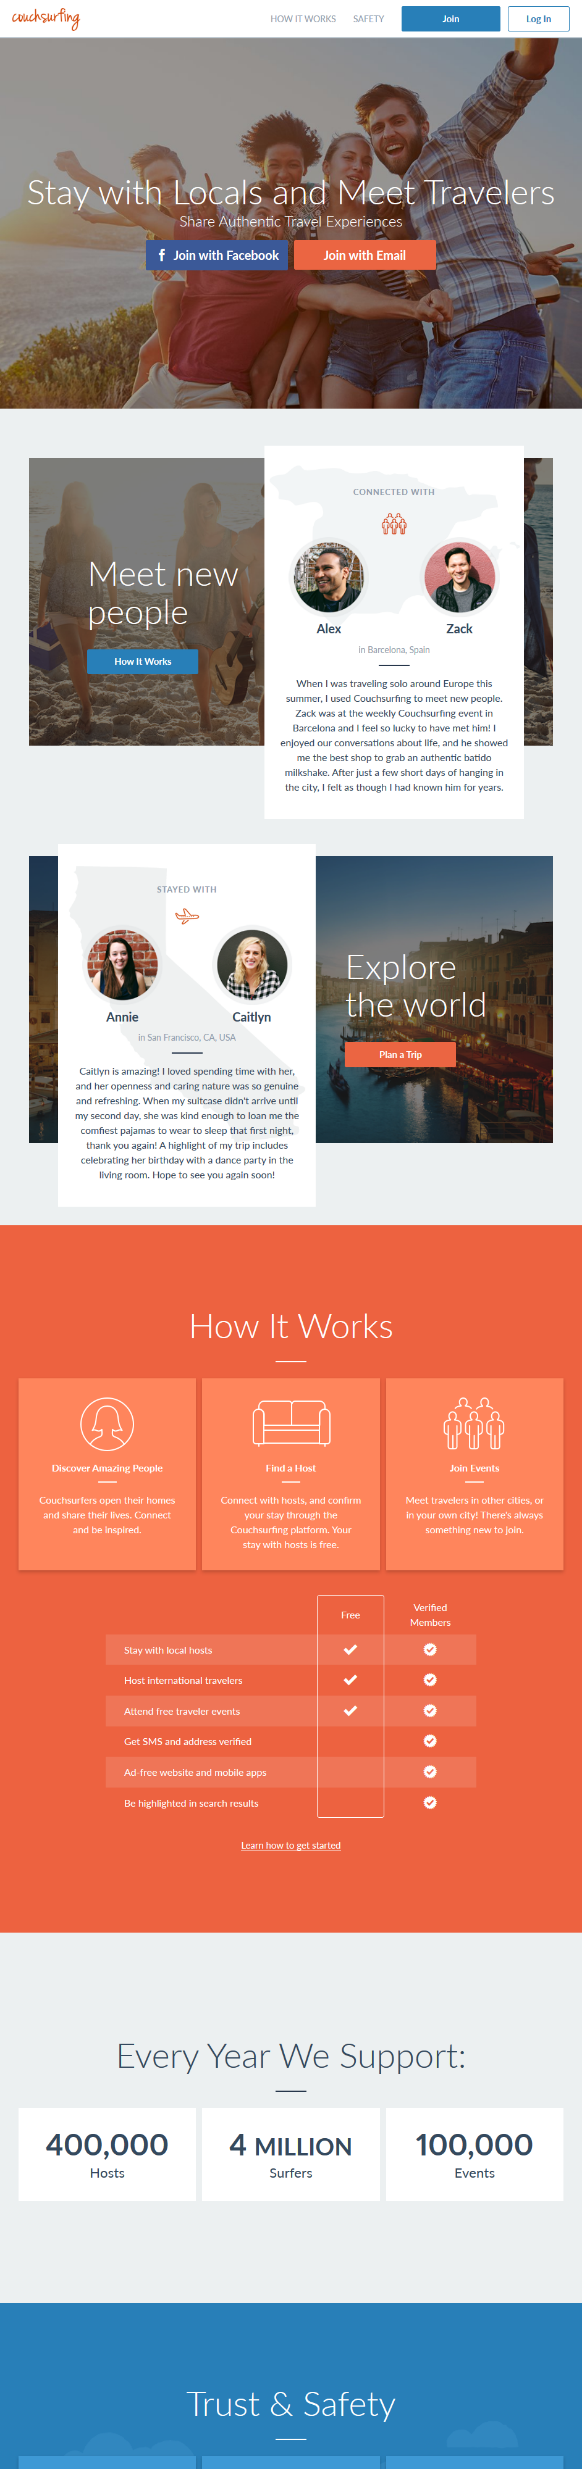 couchsurfing
HOW IT WORKS
SAFETY
Join
Log In
Stay with Locals and Meet Travelers
Share Authentic Travel Experiences
f Join with Facebook
Join with Email
Meet new
people
How It Works
CONNECTED WITH
Alex
Zack
in Barcelona, Spain
When I was traveling solo around Europe this
summer, I used Couchsurfing to meet new people.
Zack was at the weekly Couchsurfing event in
Barcelona and I feel so lucky to have met him! I
enjoyed our conversations about life, and he showed
me the best shop to grab an authentic batido
milkshake. After just a few short days of hanging in
the city, I felt as though I had known him for years.
STAYED WITH
Annie
Caitlyn
in San Francisco, CA, USA
Caitlyn is amazing! I loved spending time with her,
and her openness and caring nature was so genuine
and refreshing. When my suitcase didn't arrive until
my second day, she was kind enough to loan me the
comfiest pajamas to wear to sleep that first night,
thank you again! A highlight of my trip includes
celebrating her birthday with a dance party in the
living room. Hope to see you again soon!
Explore
the world
Plan a Trip
How It Works
Discover Amazing People
Couchsurfers open their homes
and share their lives. Connect
and be inspired.
Find a Host
Connect with hosts, and confirm
your stay through the
Couchsurfing platform. Your
stay with hosts is free.
Join Events
Meet travelers in other cities, or
in your own city! There's always
something new to join.
Free
Verified
Members
Stay with local hosts
Host international travelers
Attend free traveler events
Get SMS and address verified
Ad-free website and mobile apps
Be highlighted in search results
Learn how to get started
Every Year We Support:
400,000
Hosts
4 MILLION
Surfers
100,000
Events
Trust & Safety